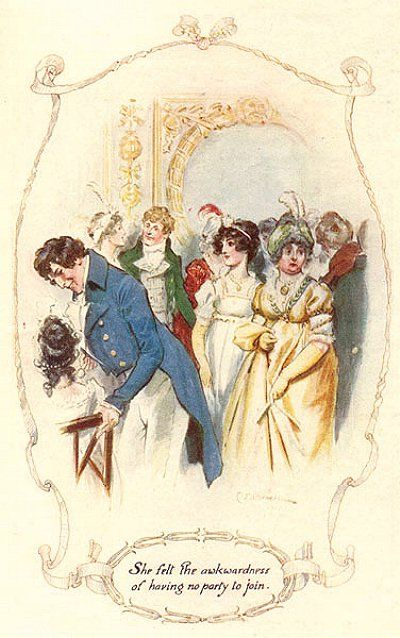 She felt the awkwardness
of having no party to join.